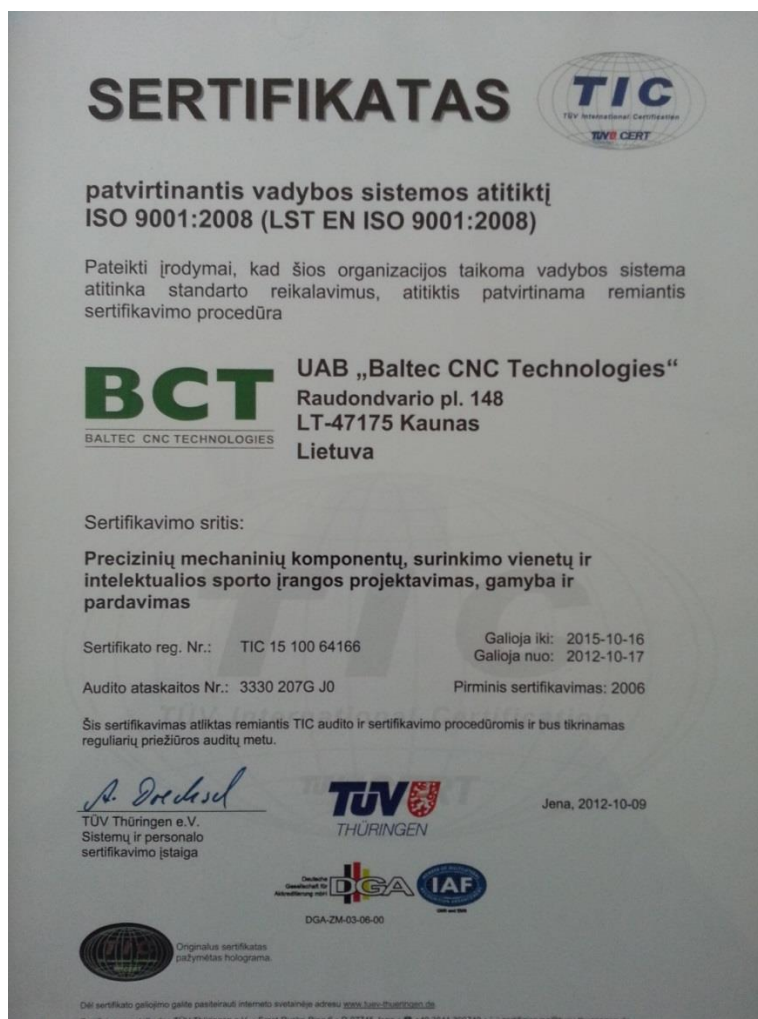 SERTIFIKATAS
TIC
TÜV International Certification
TÜV CERT
patvirtinantis vadybos sistemos atitiktį
ISO 9001:2008 (LST EN ISO 9001:2008)
Pateikti įrodymai, kad šios organizacijos taikoma vadybos sistema
atitinka standarto reikalavimus, atitiktis patvirtinama remiantis
sertifikavimo procedūra
BCT
BALTEC CNC TECHNOLOGIES
UAB „Baltec CNC Technologies“
Raudondvario pl. 148
LT-47175 Kaunas
Lietuva
Sertifikavimo sritis:
Precizinių mechaninių komponentų, surinkimo vienetų ir
intelektualios sporto įrangos projektavimas, gamyba ir
pardavimas
Sertifikato reg. Nr.: TIC 15 100 64166
Galioja iki: 2015-10-16
Galioja nuo: 2012-10-17
Audito ataskaitos Nr.: 3330 207G J0
Pirminis sertifikavimas: 2006
Šis sertifikavimas atliktas remiantis TIC audito ir sertifikavimo procedūromis ir bus tikrinamas
reguliarių priežiūros auditų metu.
A. Drechsel
TÜV Thüringen e.V.
Sistemų ir personalo
sertifikavimo įstaiga
TÜV
THÜRINGEN
Jena, 2012-10-09
Deutsche
Gesellschaft für
Akkreditierung mbH
DGA
IAF
DGA-ZM-03-06-00
Originalus sertifikatas
pažymėtas holograma.
Dėl sertifikato galiojimo galite pasiteirauti interneto svetainėje adresu www.tuev-thueringen.de